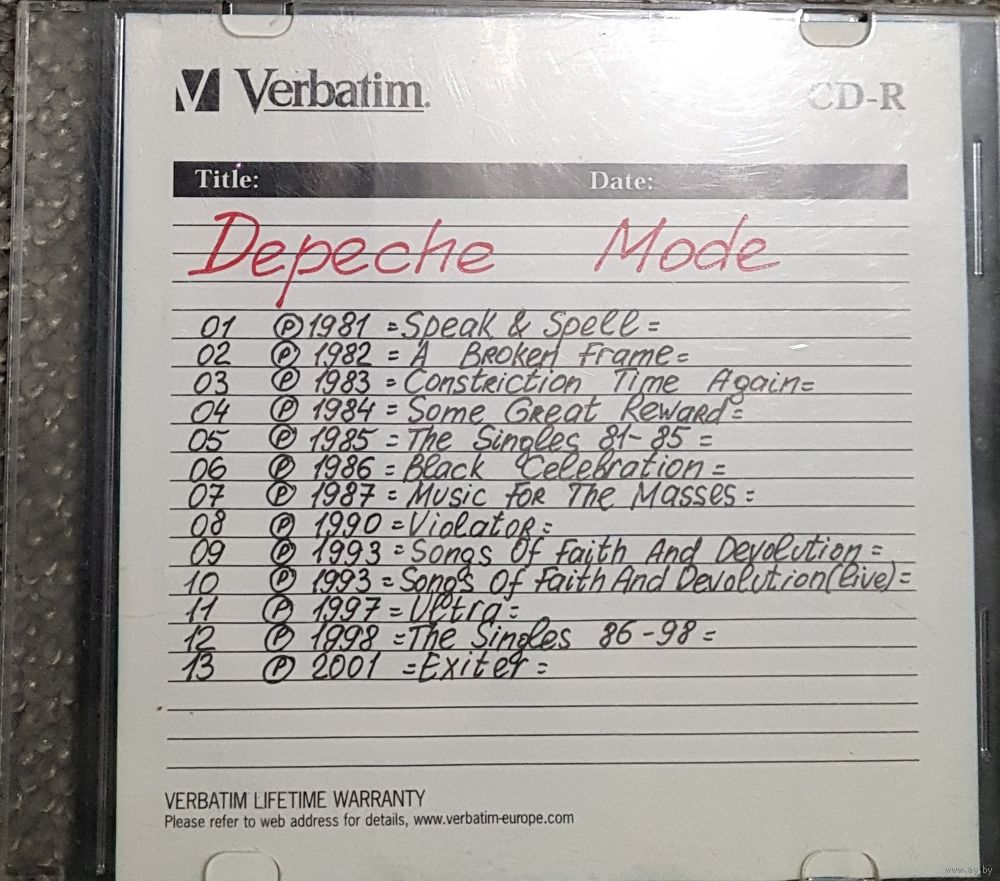 Verbatim. CD-R
Title: Date:
Depeche Mode
01 ℗ 1981 = Speak & Spell =
02 ℗ 1982 = A Broken Frame =
03 ℗ 1983 = Constriction Time Again =
04 ℗ 1984 = Some Great Reward =
05 ℗ 1985 = The Singles 81-85 =
06 ℗ 1986 = Black Celebration =
07 ℗ 1987 = Music For The Masses =
08 ℗ 1990 = Violator =
09 ℗ 1993 = Songs Of Faith And Devolution =
10 ℗ 1993 = Songs Of Faith And Devolution (live) =
11 ℗ 1997 = Ultra =
12 ℗ 1998 = The Singles 86-98 =
13 ℗ 2001 = Exiter =
VERBATIM LIFETIME WARRANTY
Please refer to web address for details, www.verbatim-europe.com
www.ay.by